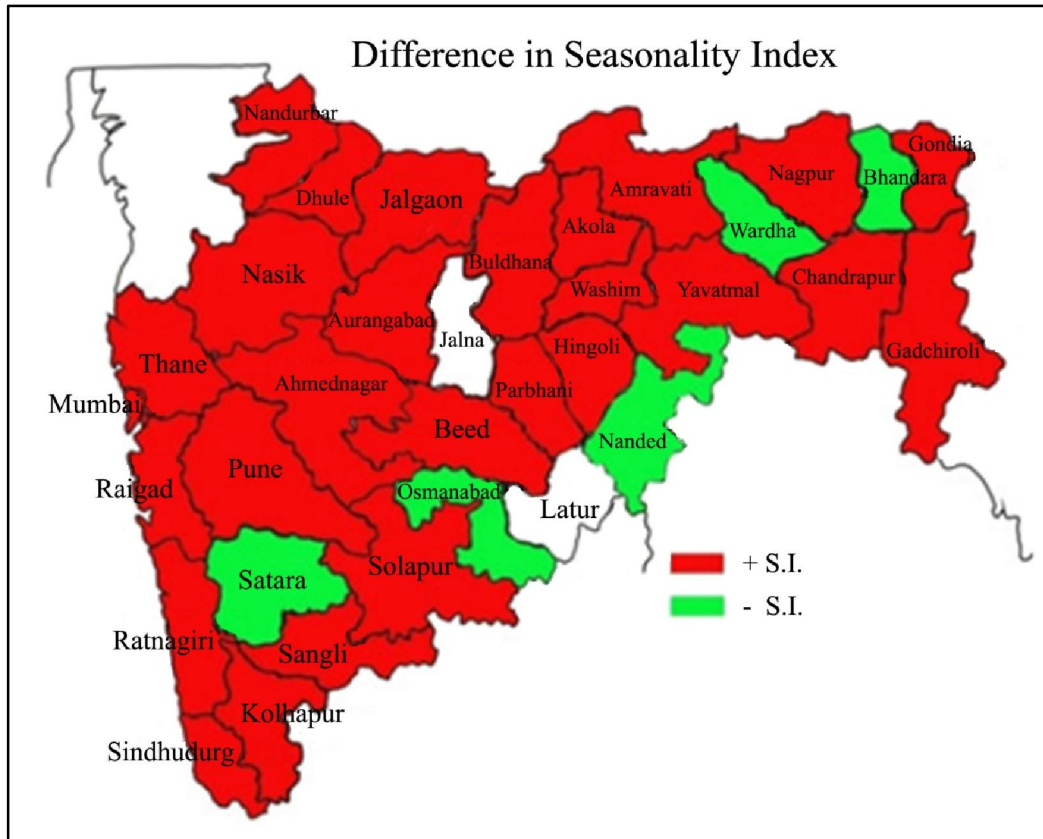 Difference in Seasonality Index
Nandurbar
Gondia
Dhule
Jalgaon
Amravati
Nagpur
Bhandara
Akola
Wardha
Nasik
Buldhana
Washim
Yavatmal
Chandrapur
Aurangabad
Jalna
Hingoli
Gadchiroli
Thane
Ahmednagar
Parbhani
Mumbai
Beed
Nanded
Pune
Raigad
Osmanabad
Latur
Satara
Solapur
+ S.I.
- S.I.
Ratnagiri
Sangli
Kolhapur
Sindhudurg